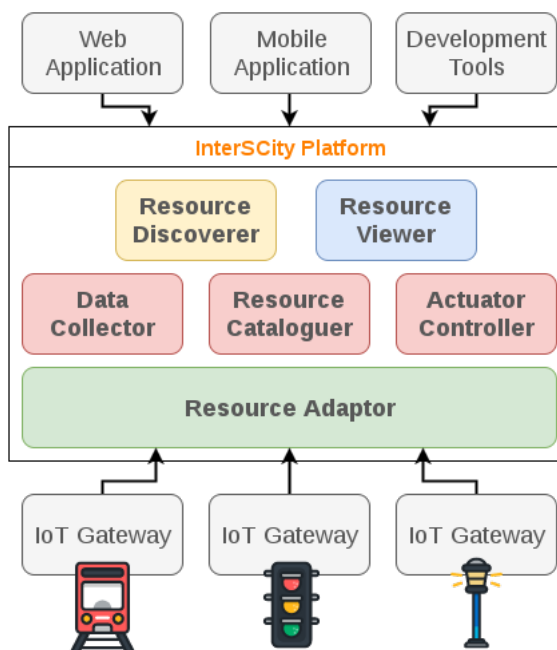 Web
Application
Mobile
Application
Development
Tools
InterSCity Platform
Resource
Discoverer
Resource
Viewer
Data
Collector
Resource
Cataloguer
Actuator
Controller
Resource Adaptor
IoT Gateway
IoT Gateway
IoT Gateway